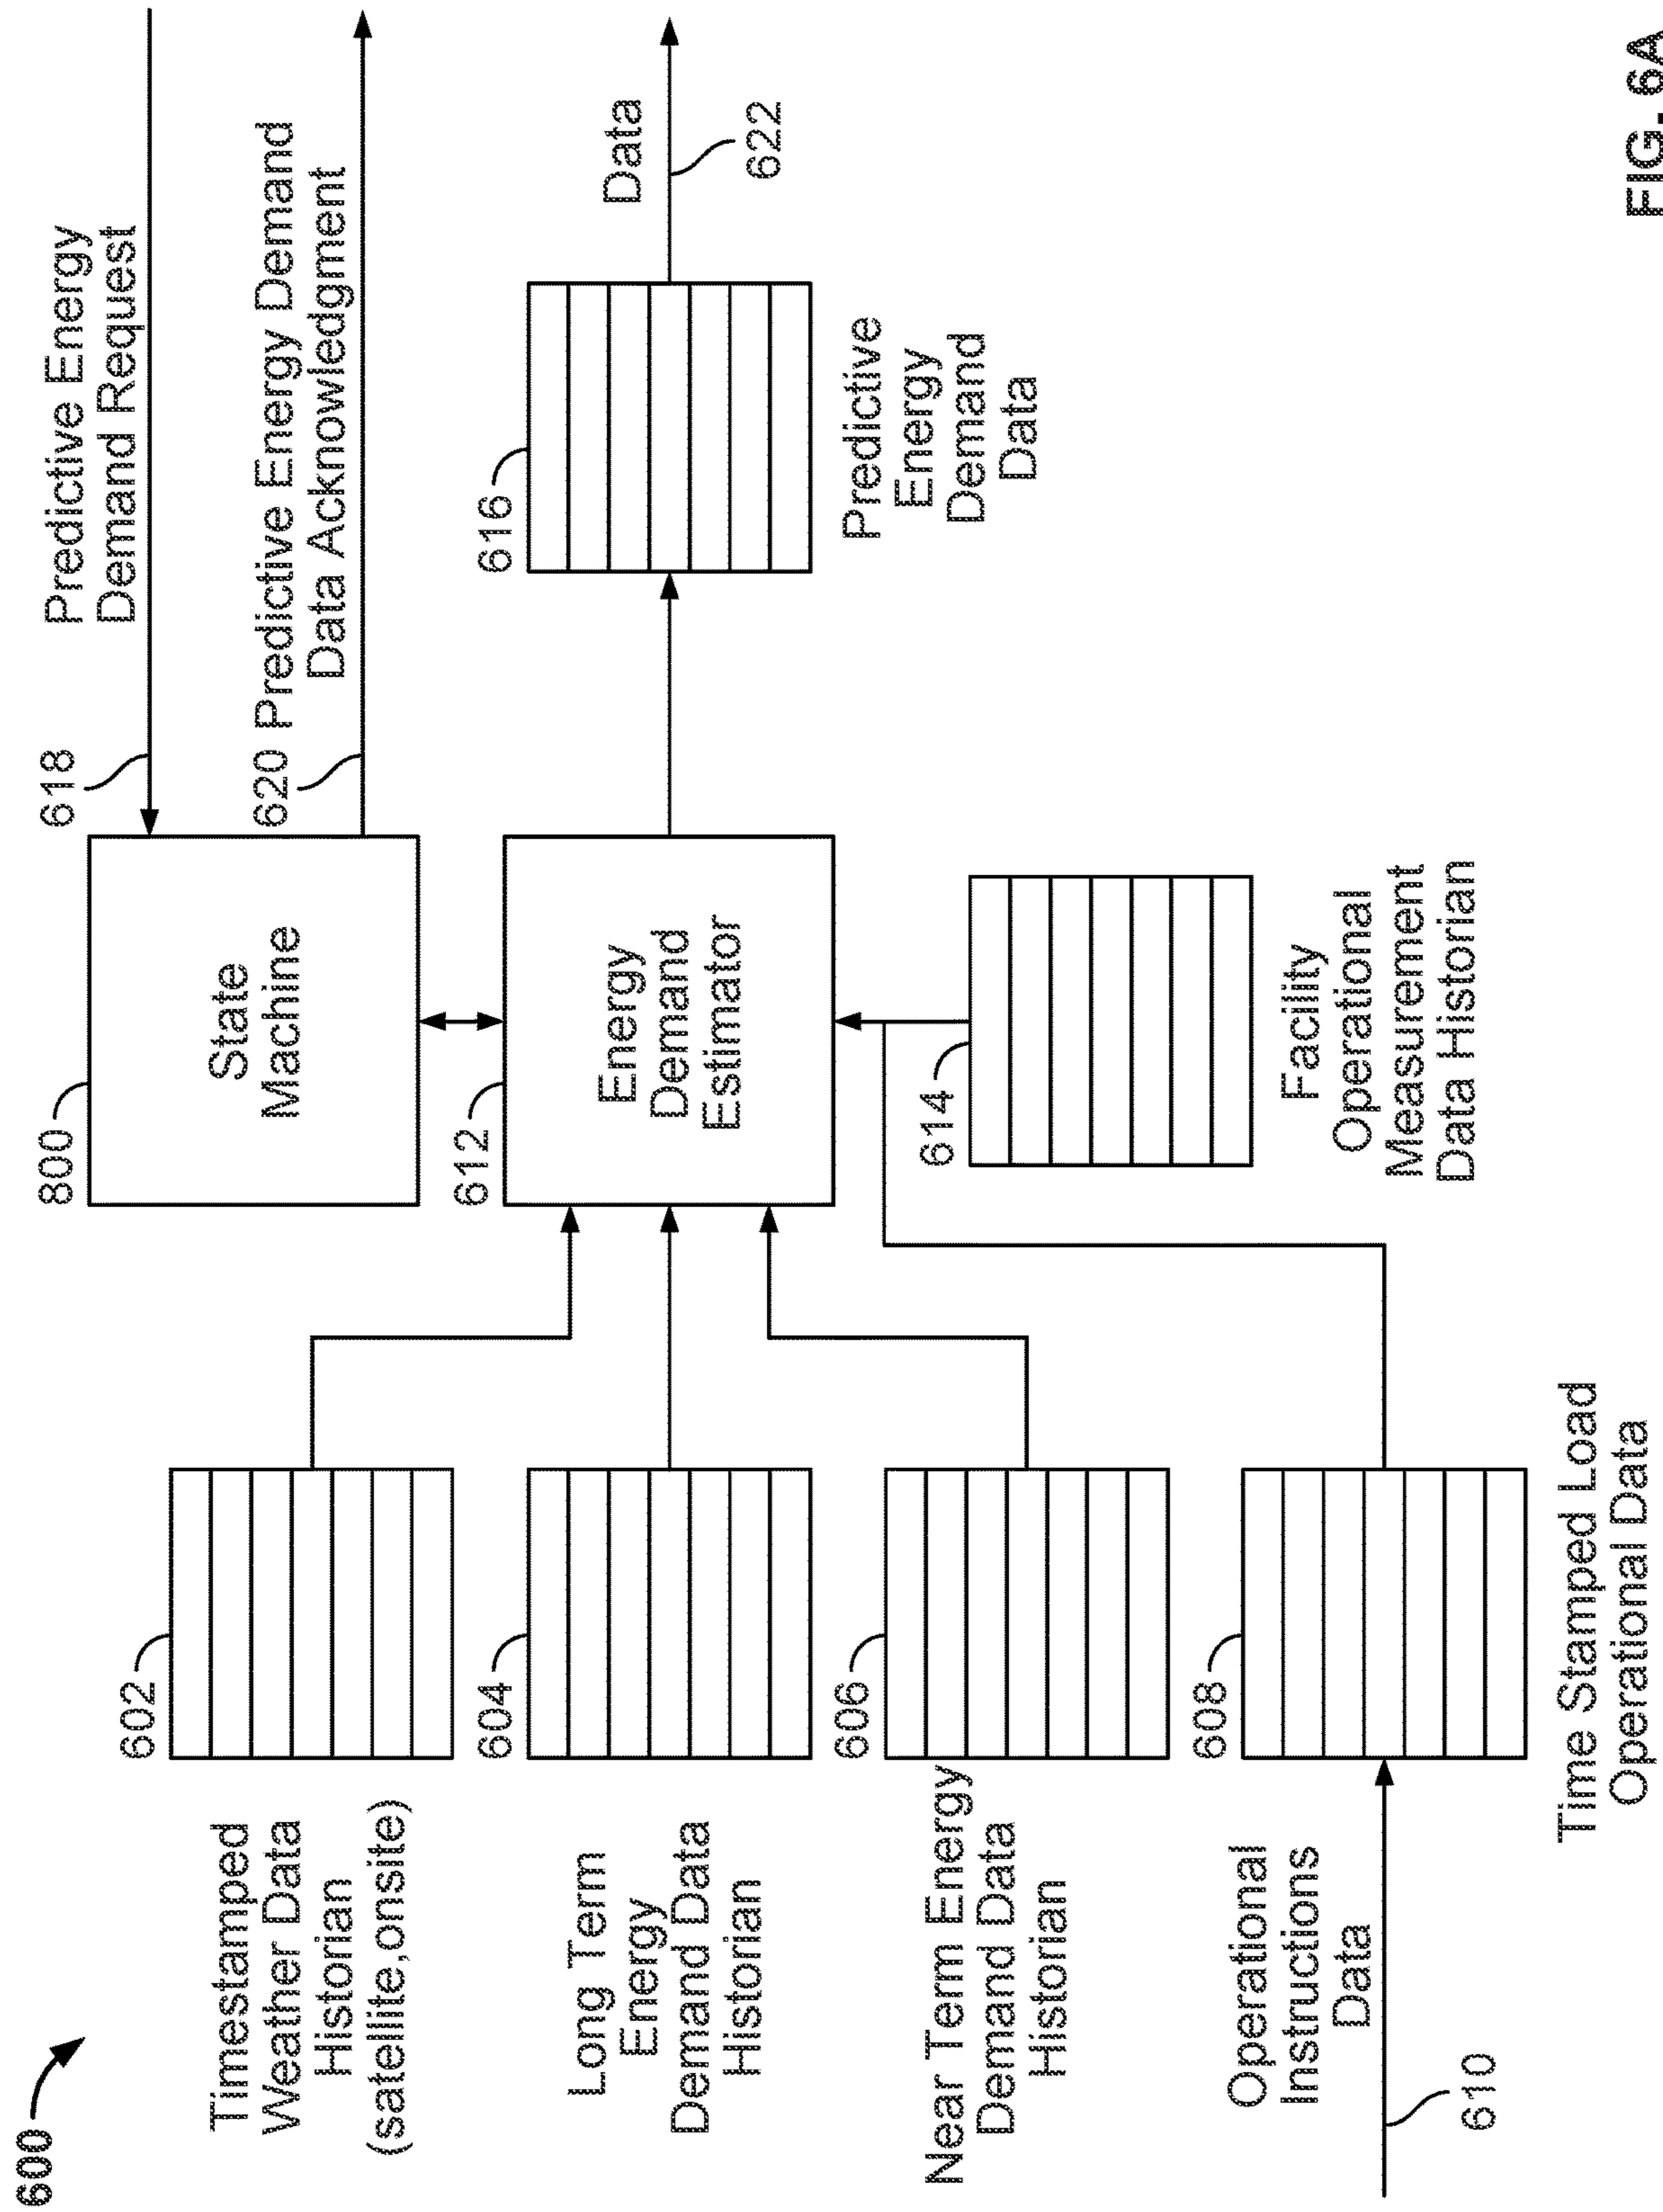 600
Timestamped
Weather Data
Historian
(satellite,onsite)
602
Long Term
Energy
Demand Data
Historian
604
Near Term Energy
Demand Data
Historian
606
Operational
Instructions
Data
610
608
Time Stamped Load
Operational Data
800
State
Machine
612
Energy
Demand
Estimator
614
Facility
Operational
Measurement
Data Historian
618
Predictive Energy
Demand Request
620 Predictive Energy Demand
Data Acknowledgment
616
Predictive
Energy
Demand
Data
Data
622
FIG. 6A